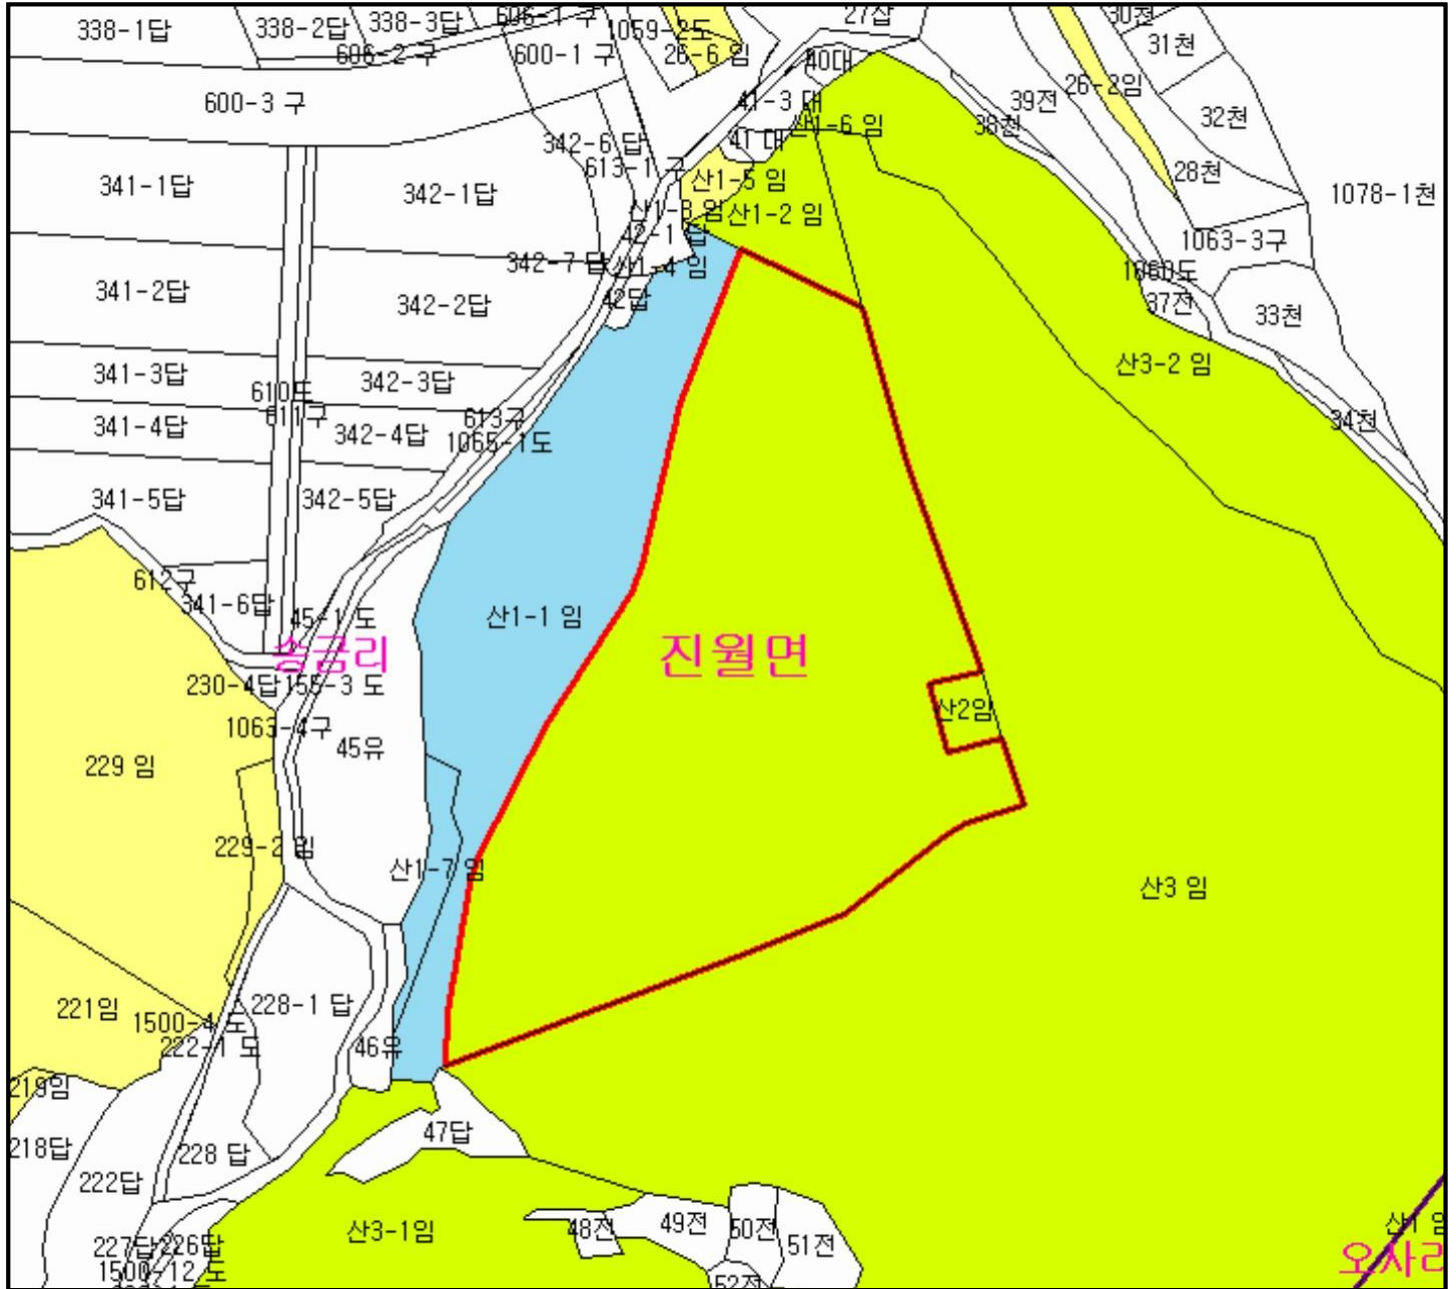 338-1답
338-2답
338-3답
606-1 구
27잡
30천
606-2 구
600-1 구
1059-2도
26-6 임
31천
40대
600-3 구
41-3 대
39전
26-2임
32천
산1-6 임
38천
342-6 답
41 대
613-1 구
28천
341-1답
342-1답
산1-5 임
1078-1천
산1-2 임
42-1 답
1063-3구
342-7 답
산1-4 임
1060도
341-2답
342-2답
42답
37전
33천
341-3답
342-3답
산3-2 임
610도
611구
613구
34천
341-4답
342-4답
1065-1도
341-5답
342-5답
612구
341-6답
45-1 도
산1-1 임
송금리
진월면
230-4답
155-3 도
산2임
1063-4구
45유
229 임
229-2 임
산1-7 임
산3 임
221임
1500-4 도
228-1 답
222-1 도
46유
219임
218답
228 답
47답
222답
산3-1임
48전
49전
50전
51전
산1 임
227답
226답
1500-12 도
52전
오사리